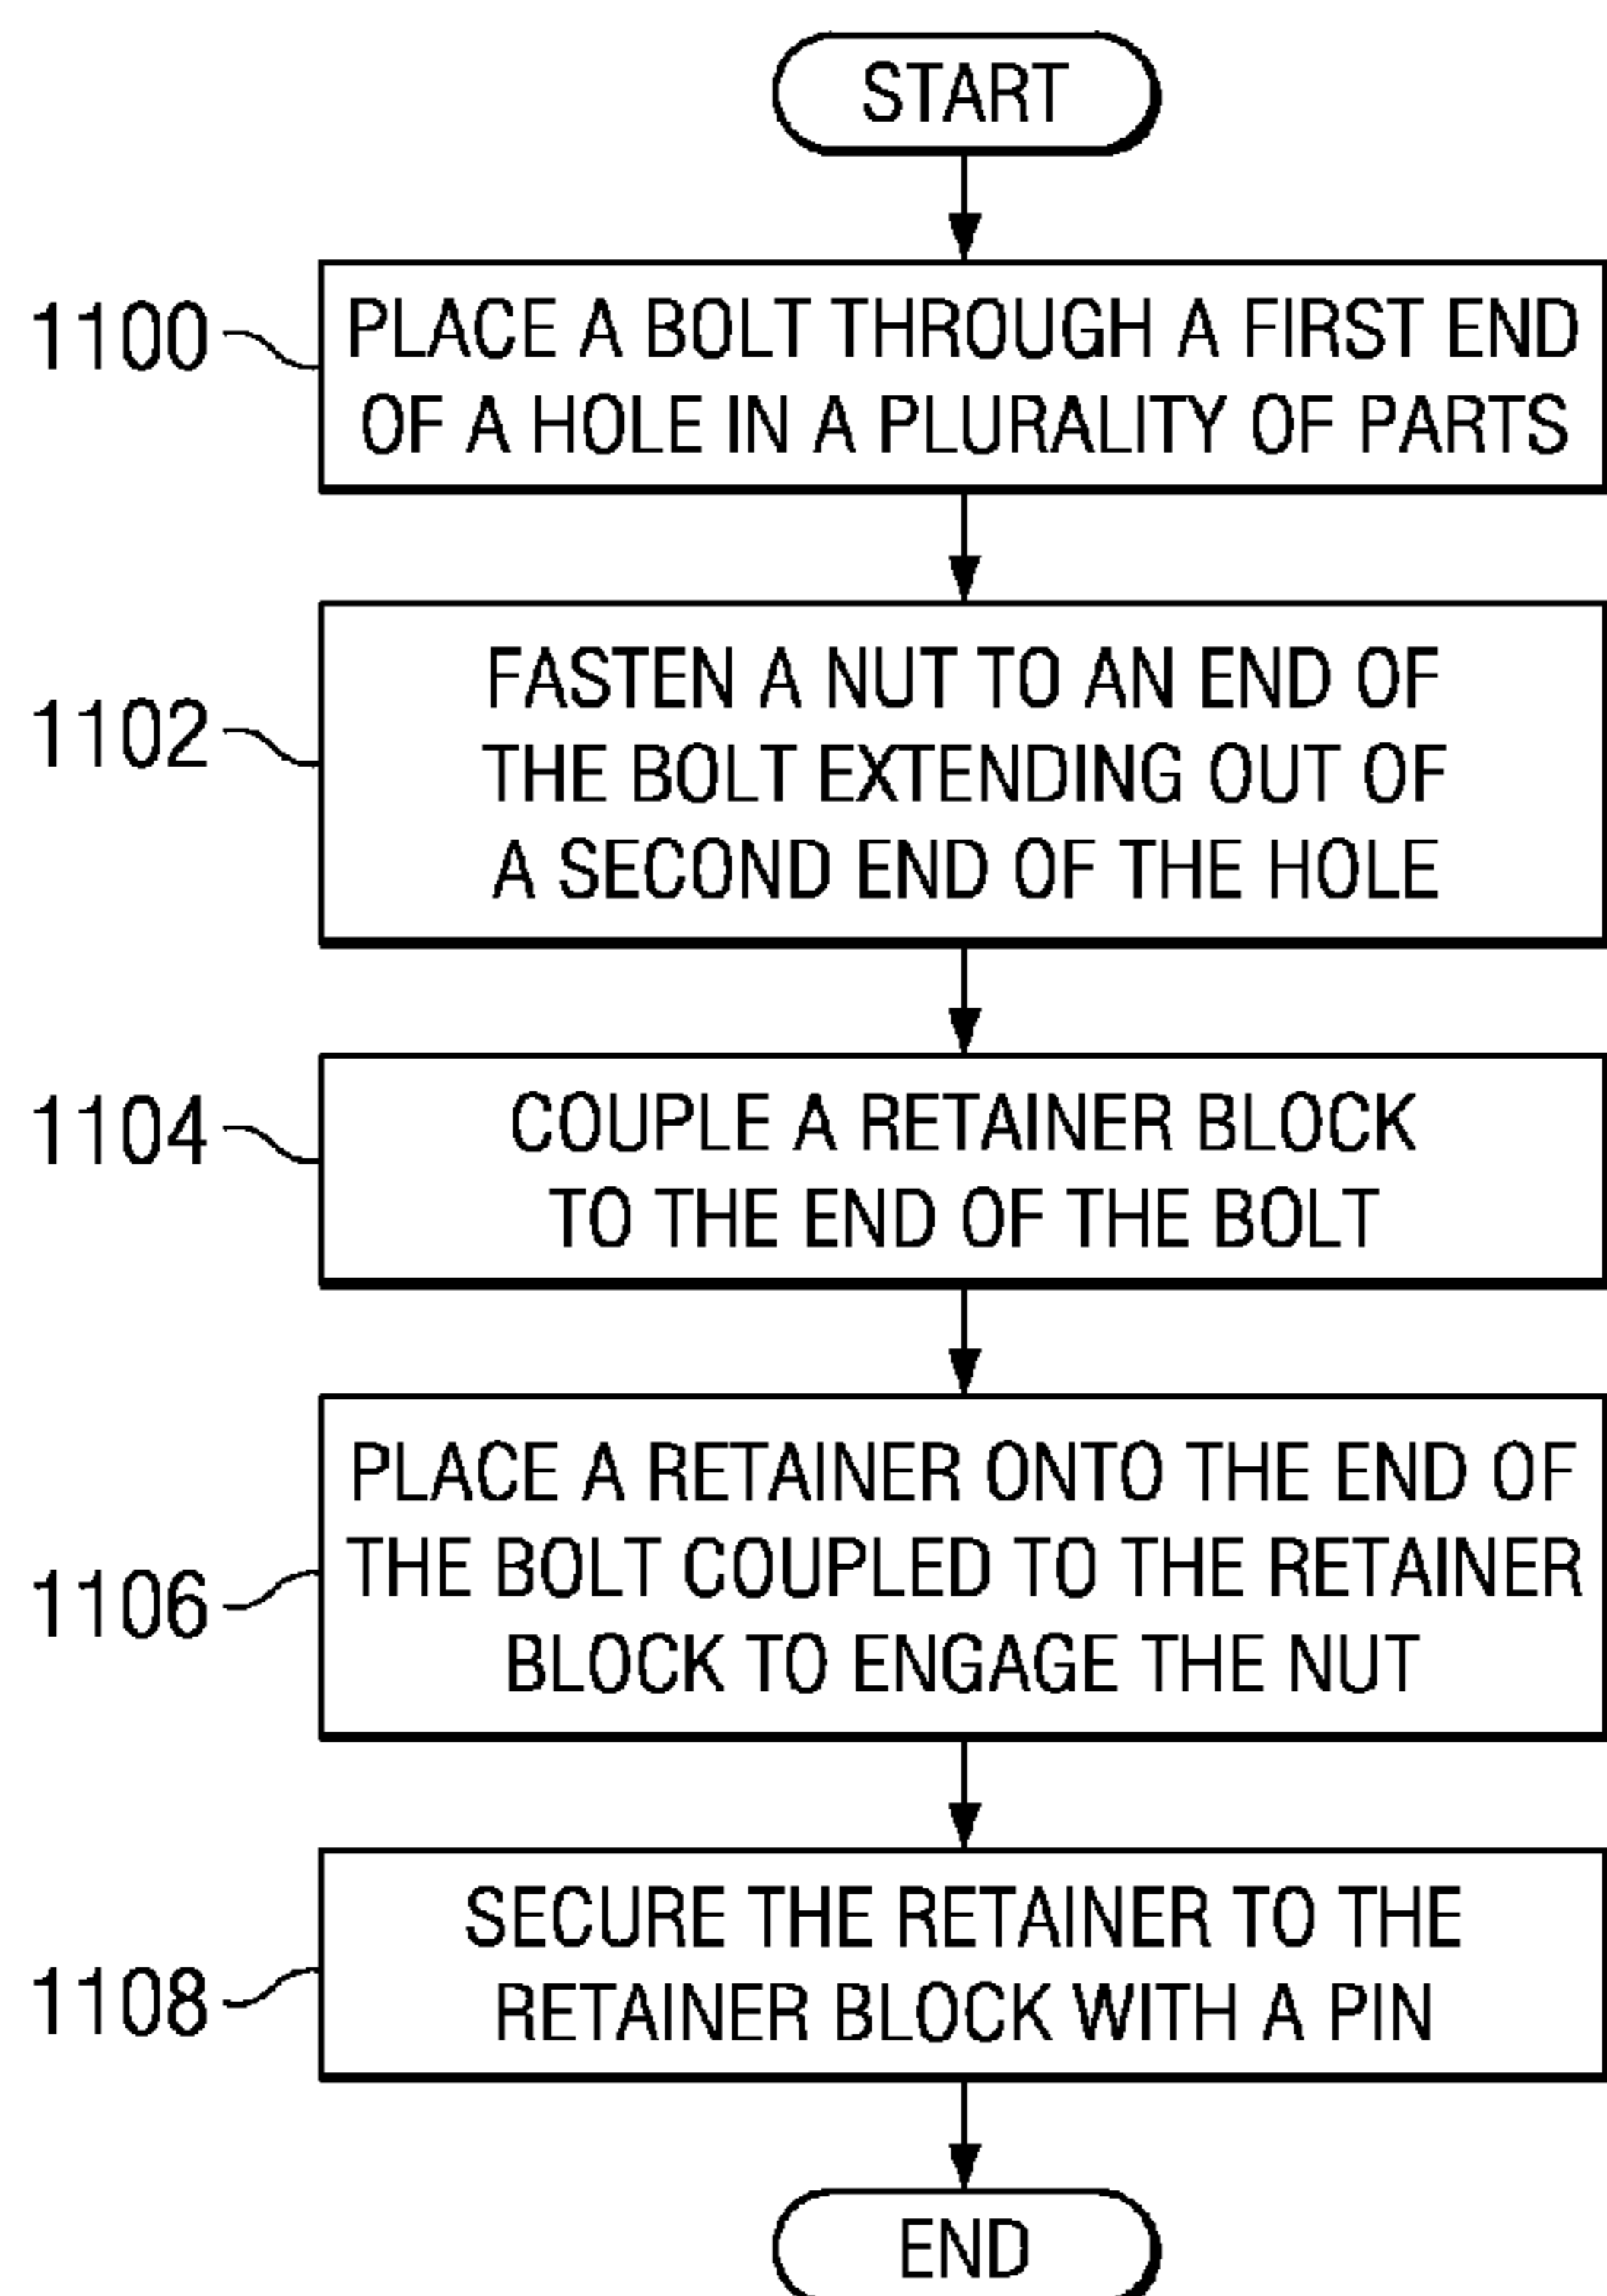 START
1100
PLACE A BOLT THROUGH A FIRST END
OF A HOLE IN A PLURALITY OF PARTS
1102
FASTEN A NUT TO AN END OF
THE BOLT EXTENDING OUT OF
A SECOND END OF THE HOLE
1104
COUPLE A RETAINER BLOCK
TO THE END OF THE BOLT
1106
PLACE A RETAINER ONTO THE END OF
THE BOLT COUPLED TO THE RETAINER
BLOCK TO ENGAGE THE NUT
1108
SECURE THE RETAINER TO THE
RETAINER BLOCK WITH A PIN
END